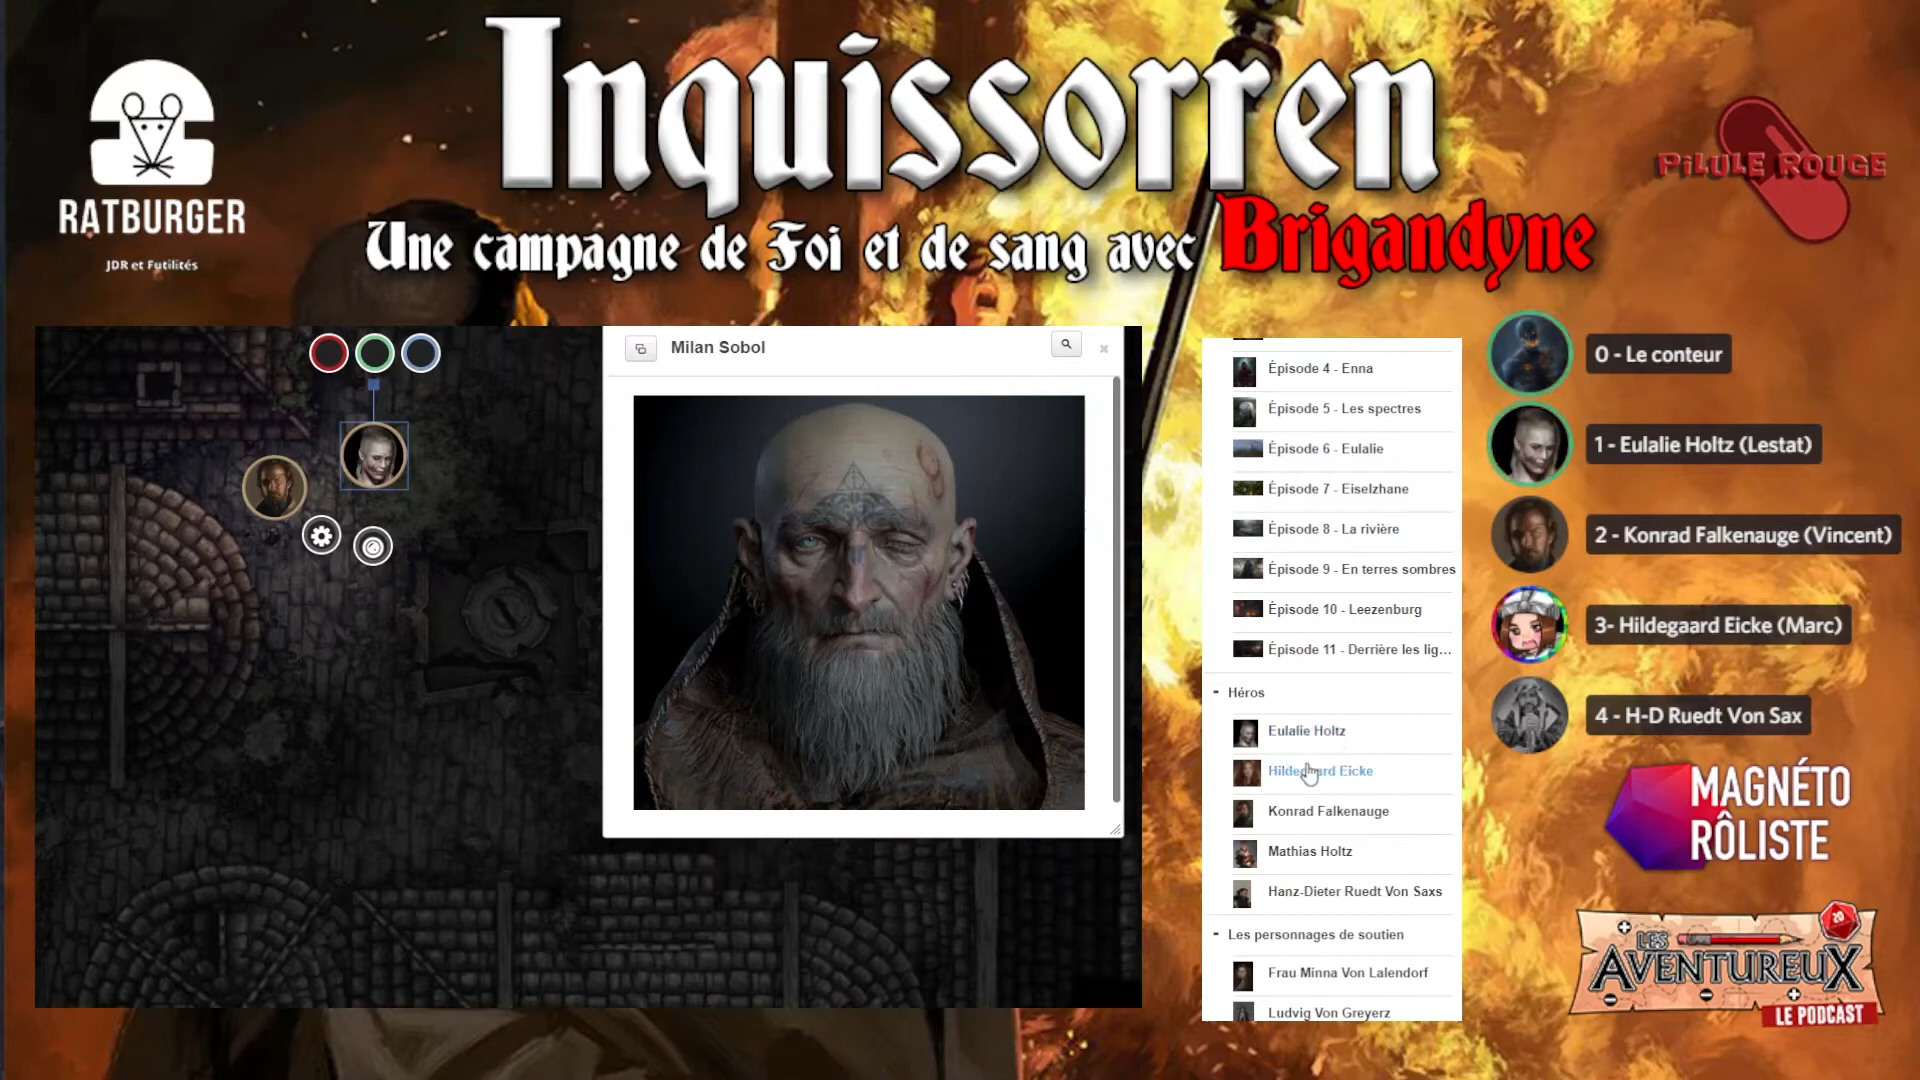 Inquissorren
Une campagne de Foi et de sang avec Brigandyne
RATBURGER
JDR et Futilités
PILULE ROUGE
Milan Sobol
Épisode 4 - Enna
Épisode 5 - Les spectres
Épisode 6 - Eulalie
Épisode 7 - Eiselzhane
Épisode 8 - La rivière
Épisode 9 - En terres sombres
Épisode 10 - Leezenburg
Épisode 11 - Derrière les lig...
- Héros
Eulalie Holtz
Hildegaard Eicke
Konrad Falkenauge
Mathias Holtz
Hanz-Dieter Ruedt Von Saxs
- Les personnages de soutien
Frau Minna Von Lalendorf
Ludvig Von Greyerz
0 - Le conteur
1 - Eulalie Holtz (Lestat)
2 - Konrad Falkenauge (Vincent)
3- Hildegaard Eicke (Marc)
4 - H-D Ruedt Von Sax
MAGNÉTO
RÔLISTE
20
LES
AVENTUREUX
LE PODCAST